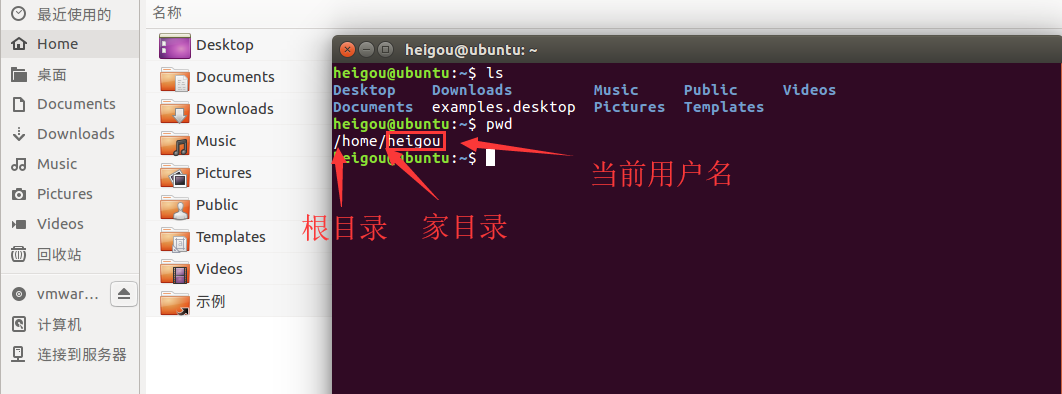 最近使用的
Home
桌面
Documents
Downloads
Music
Pictures
Videos
回收站
vmwar...
计算机
连接到服务器
名称
Desktop
Documents
Downloads
Music
Pictures
Public
Templates
Videos
示例
heigou@ubuntu: ~
heigou@ubuntu:~$ ls
Desktop Downloads Music Public Videos
Documents examples.desktop Pictures Templates
heigou@ubuntu:~$ pwd
/home/heigou
heigou@ubuntu:~$
当前用户名
根目录 家目录